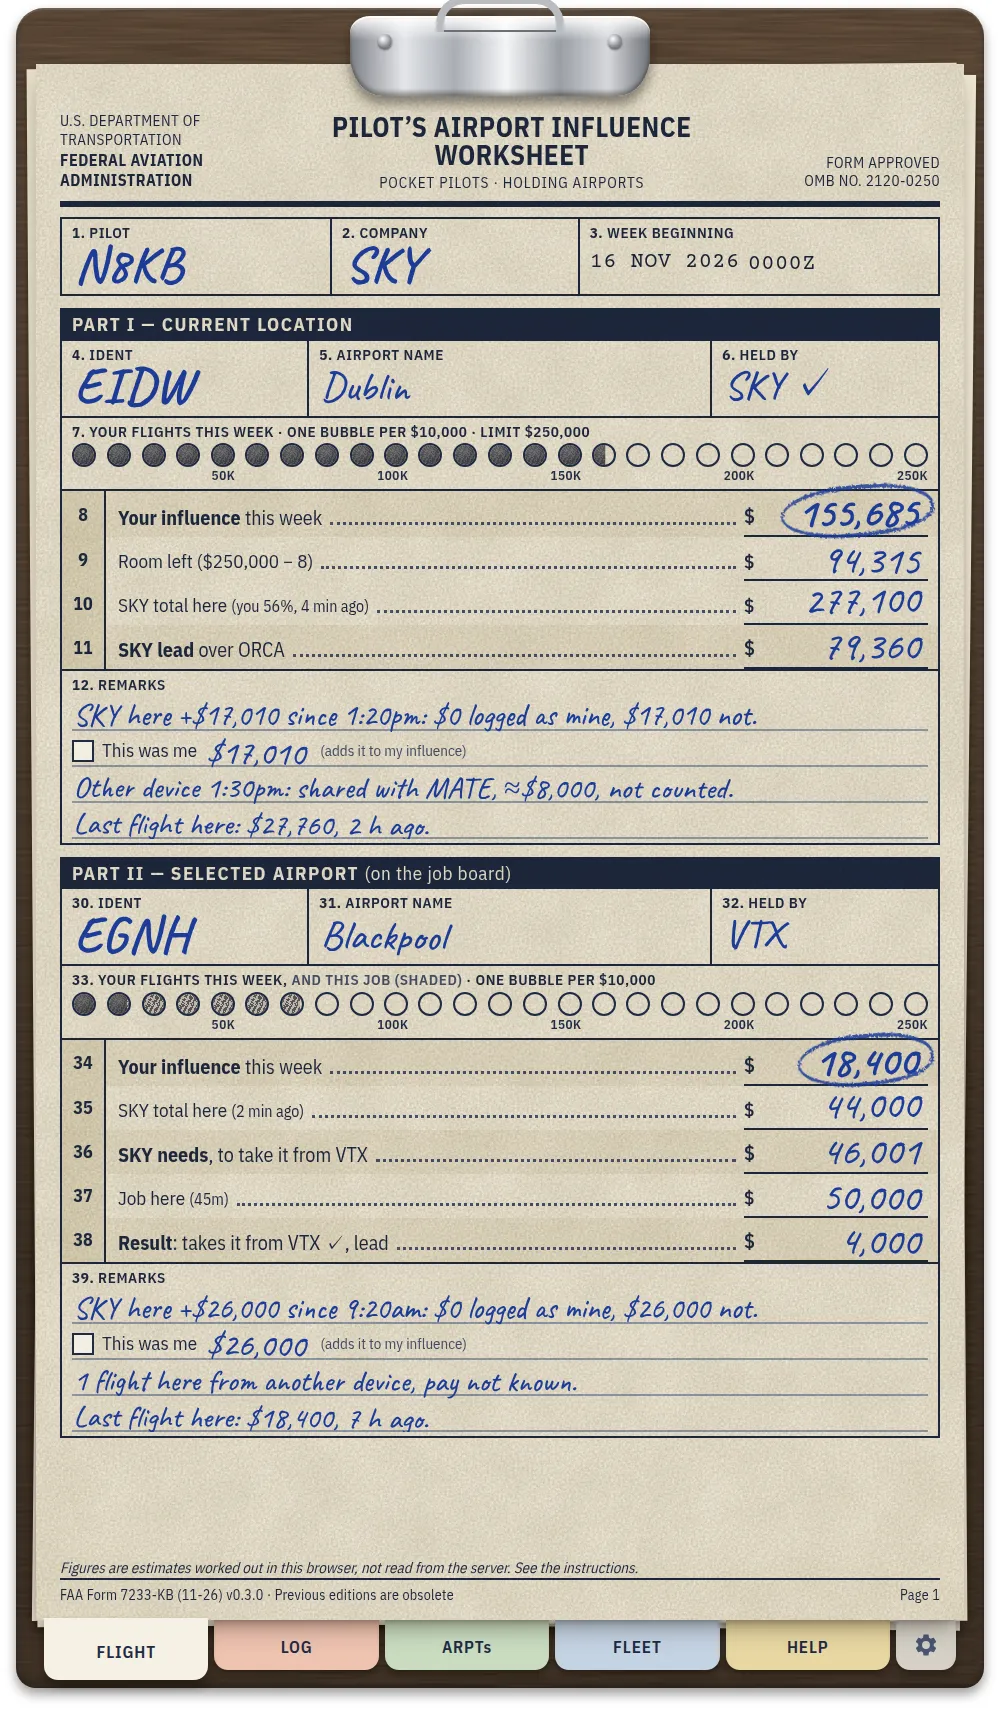 U.S. DEPARTMENT OF
TRANSPORTATION
FEDERAL AVIATION
ADMINISTRATION
PILOT’S AIRPORT INFLUENCE
WORKSHEET
POCKET PILOTS · HOLDING AIRPORTS
FORM APPROVED
OMB NO. 2120-0250
1. PILOT
N8KB
2. COMPANY
SKY
3. WEEK BEGINNING
16 NOV 2026 0000Z
PART I — CURRENT LOCATION
4. IDENT
EIDW
5. AIRPORT NAME
Dublin
6. HELD BY
SKY ✓
7. YOUR FLIGHTS THIS WEEK · ONE BUBBLE PER $10,000 · LIMIT $250,000
50K 100K 150K 200K 250K
8 Your influence this week $ 155,685
9 Room left ($250,000 – 8) $ 94,315
10 SKY total here (you 56%, 4 min ago) $ 277,100
11 SKY lead over ORCA $ 79,360
12. REMARKS
SKY here +$17,010 since 1:20pm: $0 logged as mine, $17,010 not.
This was me $17,010 (adds it to my influence)
Other device 1:30pm: shared with MATE, ≈$8,000, not counted.
Last flight here: $27,760, 2 h ago.
PART II — SELECTED AIRPORT (on the job board)
30. IDENT
EGNH
31. AIRPORT NAME
Blackpool
32. HELD BY
VTX
33. YOUR FLIGHTS THIS WEEK, AND THIS JOB (SHADED) · ONE BUBBLE PER $10,000
50K 100K 150K 200K 250K
34 Your influence this week $ 18,400
35 SKY total here (2 min ago) $ 44,000
36 SKY needs, to take it from VTX $ 46,001
37 Job here (45m) $ 50,000
38 Result: takes it from VTX ✓, lead $ 4,000
39. REMARKS
SKY here +$26,000 since 9:20am: $0 logged as mine, $26,000 not.
This was me $26,000 (adds it to my influence)
1 flight here from another device, pay not known.
Last flight here: $18,400, 7 h ago.
Figures are estimates worked out in this browser, not read from the server. See the instructions.
FAA Form 7233-KB (11-26) v0.3.0 · Previous editions are obsolete
Page 1
FLIGHT
LOG
ARPTs
FLEET
HELP